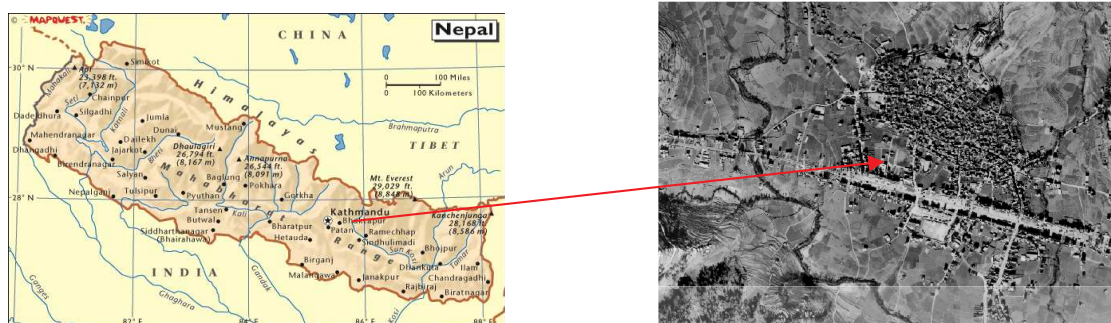 © MAPQUEST
Nepal
CHINA
30°N
Simikot
Api
23,398 ft.
(7,132 m)
Mahakali
Seti
Chainpur
Dadeldhura
Silgadhi
Karnali
Jumla
Himalayas
0 100 Miles
0 100 Kilometers
Mahendranagar
Dunai
Mustang
Brahmaputra
Dhangadhi
Dailekh
Jajarkot
Dhaulagiri
26,794 ft.
(8,167 m)
Annapurna
26,544 ft.
(8,091 m)
TIBET
Birendranagar
Bheri
Salyan
Baglung
Pokhara
Mt. Everest
29,029 ft.
(8,848 m)
Arun
Nepalganj
Tulsipur
Pyuthan
Gorkha
28°N
Mahabharat Range
Tansen
Kali
Kathmandu
Bhaktapur
Patan
Kanchenjunga
28,168 ft.
(8,586 m)
Butwal
Siddharthanagar
(Bhairahawa)
Bharatpur
Hetauda
Ramechhap
Sindhulimadi
Sun Kosi
Bhojpur
Tamar
INDIA
Birganj
Malangawa
Janakpur
Dhankuta
Ilam
Chandragadhi
Rajbiraj
Biratnagar
Ganges
Ghaghara
Gandak
Kosi
82°E
84°E
86°E
88°E